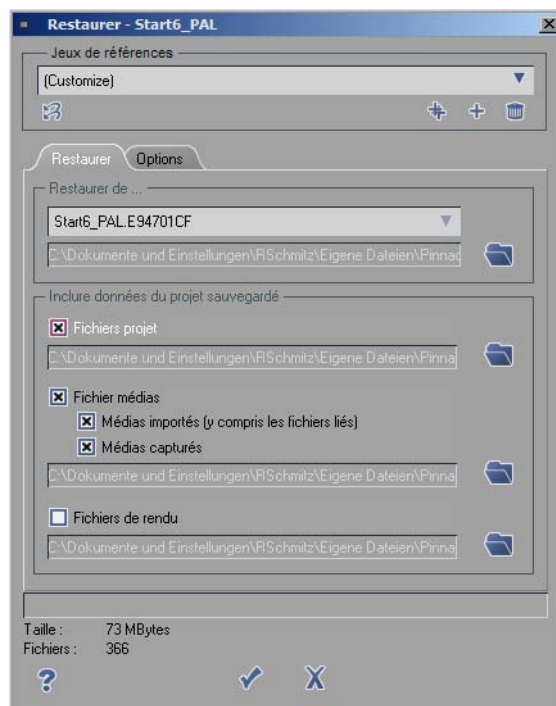 Restaurer - Start6_PAL
Jeux de références
(Customize)
Restaurer
Options
Restaurer de ...
Start6_PAL.E94701CF
C:\Dokumente und Einstellungen\RSchmitz\Eigene Dateien\Pinnac
Inclure données du projet sauvegardé
Fichiers projet
C:\Dokumente und Einstellungen\RSchmitz\Eigene Dateien\Pinna
Fichier médias
Médias importés (y compris les fichiers liés)
Médias capturés
C:\Dokumente und Einstellungen\RSchmitz\Eigene Dateien\Pinna
Fichiers de rendu
C:\Dokumente und Einstellungen\RSchmitz\Eigene Dateien\Pinna
Taille : 73 MBytes
Fichiers : 366